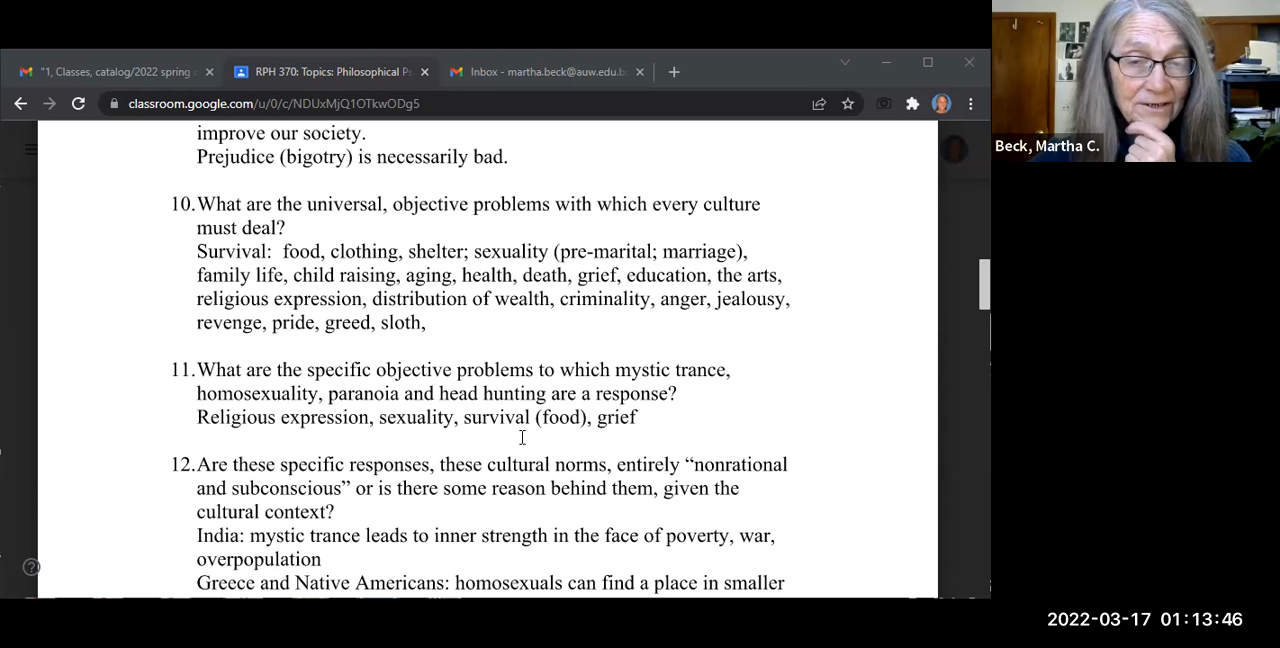 "1, Classes, catalog/2022 spring
RPH 370: Topics: Philosophical P
Inbox - martha.beck@auw.edu.b
classroom.google.com/u/0/c/NDUxMjQ1OTkwODg5
Beck, Martha C.
improve our society.
Prejudice (bigotry) is necessarily bad.
10. What are the universal, objective problems with which every culture
must deal?
Survival:  food, clothing, shelter; sexuality (pre-marital; marriage),
family life, child raising, aging, health, death, grief, education, the arts,
religious expression, distribution of wealth, criminality, anger, jealousy,
revenge, pride, greed, sloth,
11. What are the specific objective problems to which mystic trance,
homosexuality, paranoia and head hunting are a response?
Religious expression, sexuality, survival (food), grief
12. Are these specific responses, these cultural norms, entirely “nonrational
and subconscious” or is there some reason behind them, given the
cultural context?
India: mystic trance leads to inner strength in the face of poverty, war,
overpopulation
Greece and Native Americans: homosexuals can find a place in smaller
2022-03-17 01:13:46